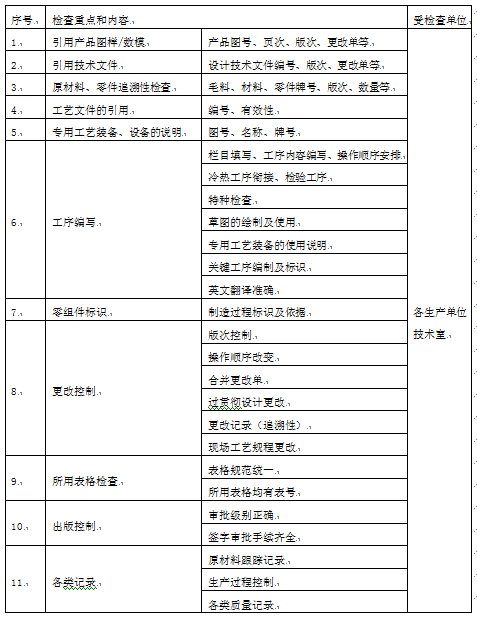 序号 检查重点和内容 受检查单位
1. 引用产品图样/数模 产品图号、页次、版次、更改单等
2. 引用技术文件 设计技术文件编号、版次、更改单等
3. 原材料、零件追溯性检查 毛料、材料、零件牌号、版次、数量等
4. 工艺文件的引用 编号、有效性
5. 专用工艺装备、设备的说明 图号、名称、牌号
6. 工序编写 栏目填写、工序内容编写、操作顺序安排
冷热工序衔接、检验工序
特种检查
草图的绘制及使用
专用工艺装备的使用说明
关键工序编制及标识
英文翻译准确
7. 零组件标识 制造过程标识及依据
各生产单位
技术室
8. 更改控制 版次控制
操作顺序改变
合并更改单
过贯彻设计更改
更改记录（追溯性）
现场工艺规程更改
9. 所用表格检查 表格规范统一
所用表格均有表号
10. 出版控制 审批级别正确
签字审批手续齐全
11. 各类记录 原材料跟踪记录
生产过程控制
各类质量记录